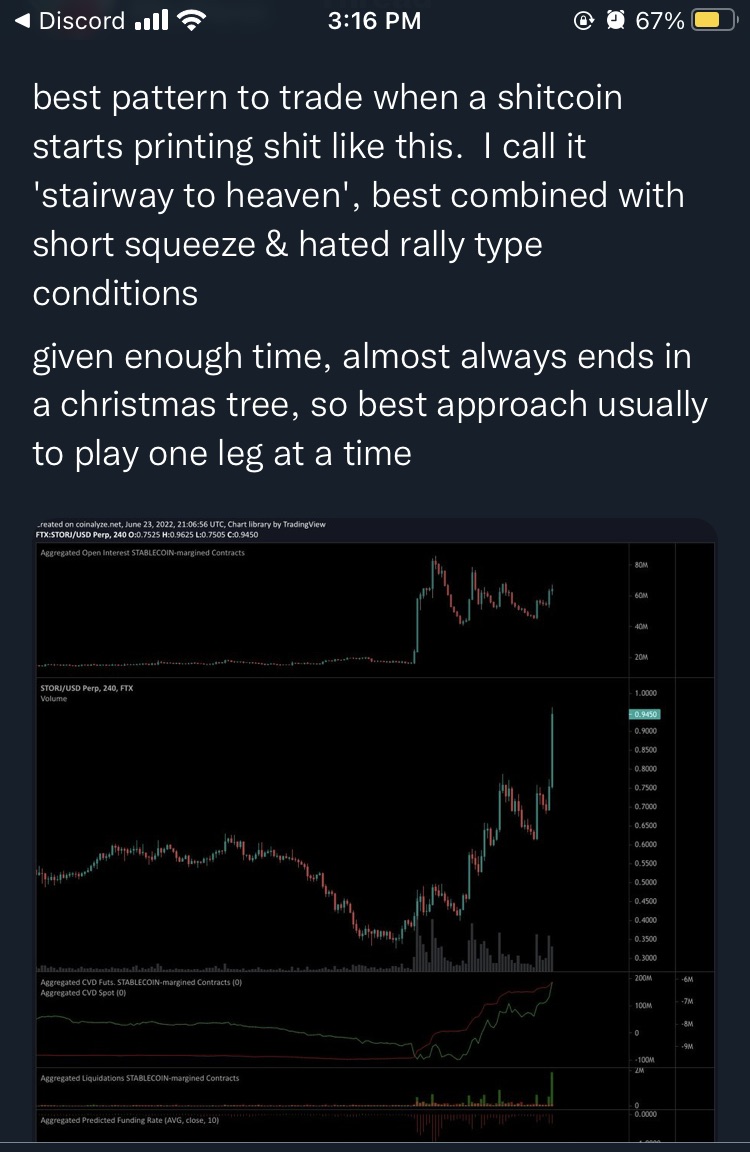 ◀ Discord 3:16 PM 67%
best pattern to trade when a shitcoin
starts printing shit like this. I call it
'stairway to heaven', best combined with
short squeeze & hated rally type
conditions
given enough time, almost always ends in
a christmas tree, so best approach usually
to play one leg at a time
reated on coinalyze.net, June 23, 2022, 21:06:56 UTC, Chart library by TradingView
FTX:STORJ/USD Perp, 240 O:0.7525 H:0.9625 L:0.7505 C:0.9450
Aggregated Open Interest STABLECOIN-margined Contracts
80M
60M
40M
20M
STORJ/USD Perp, 240, FTX
Volume
1.0000
0.9450
0.9000
0.8500
0.8000
0.7500
0.7000
0.6500
0.6000
0.5500
0.5000
0.4500
0.4000
0.3500
0.3000
Aggregated CVD Futs. STABLECOIN-margined Contracts (0)
Aggregated CVD Spot (0)
200M -6M
100M -7M
0 -8M
-9M
-100M
Aggregated Liquidations STABLECOIN-margined Contracts
2M
0
Aggregated Predicted Funding Rate (AVG, close, 10)
0.0000